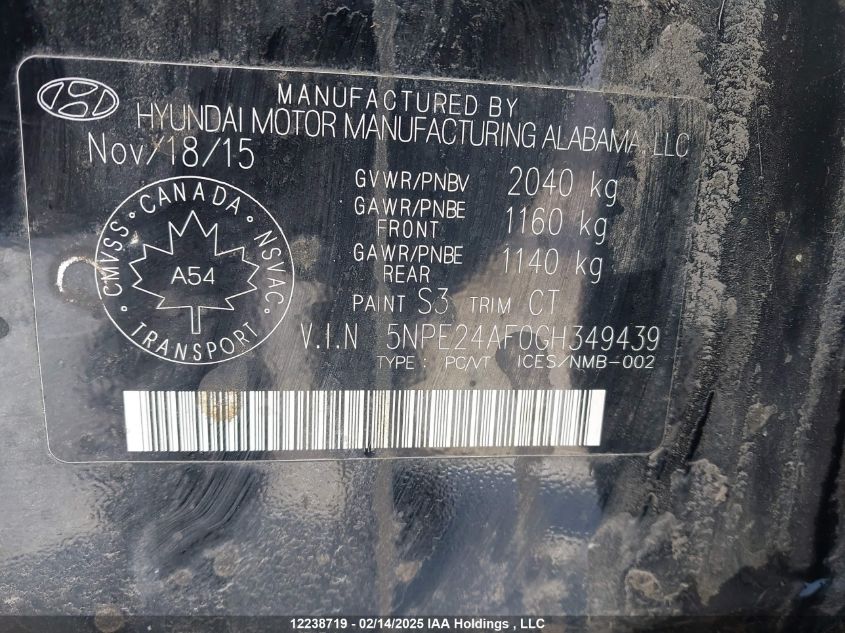 MANUFACTURED BY
HYUNDAI MOTOR MANUFACTURING ALABAMA, LLC
Nov/18/15
GVWR/PNBV 2040 kg
GAWR/PNBE FRONT 1160 kg
GAWR/PNBE REAR 1140 kg
PAINT S3 TRIM CT
CANADA
CMVSS NSVAC
A54
TRANSPORT
V.I.N 5NPE24AF0GH349439
TYPE: PC/VT ICES/NMB-002
12238719 - 02/14/2025 IAA Holdings , LLC